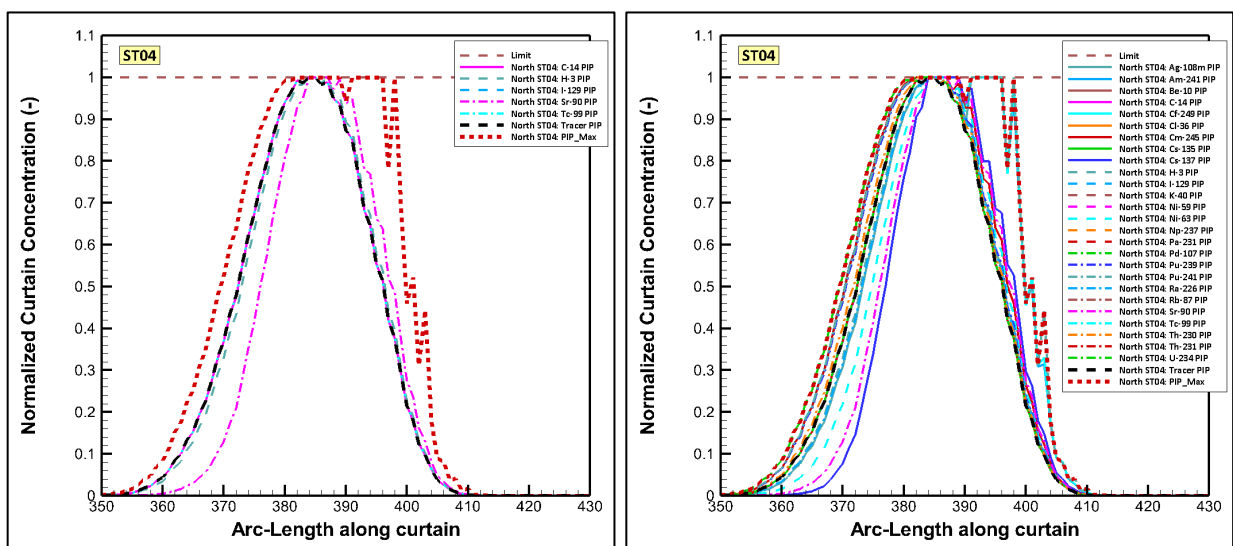 ST04
Normalized Curtain Concentration (-)
1.1
1
0.9
0.8
0.7
0.6
0.5
0.4
0.3
0.2
0.1
0
350
360
370
380
390
400
410
420
430
Arc-Length along curtain
Limit
North ST04: C-14 PIP
North ST04: H-3 PIP
North ST04: I-129 PIP
North ST04: Sr-90 PIP
North ST04: Tc-99 PIP
North ST04: Tracer PIP
North ST04: PIP_Max
ST04
Normalized Curtain Concentration (-)
1.1
1
0.9
0.8
0.7
0.6
0.5
0.4
0.3
0.2
0.1
0
350
360
370
380
390
400
410
420
430
Arc-Length along curtain
Limit
North ST04: Ag-108m PIP
North ST04: Am-241 PIP
North ST04: Be-10 PIP
North ST04: C-14 PIP
North ST04: Cf-249 PIP
North ST04: Cl-36 PIP
North ST04: Cm-245 PIP
North ST04: Cs-135 PIP
North ST04: Cs-137 PIP
North ST04: H-3 PIP
North ST04: I-129 PIP
North ST04: K-40 PIP
North ST04: Ni-59 PIP
North ST04: Ni-63 PIP
North ST04: Np-237 PIP
North ST04: Pa-231 PIP
North ST04: Pd-107 PIP
North ST04: Pu-239 PIP
North ST04: Pu-241 PIP
North ST04: Ra-226 PIP
North ST04: Rb-87 PIP
North ST04: Sr-90 PIP
North ST04: Tc-99 PIP
North ST04: Th-230 PIP
North ST04: Th-231 PIP
North ST04: U-234 PIP
North ST04: Tracer PIP
North ST04: PIP_Max